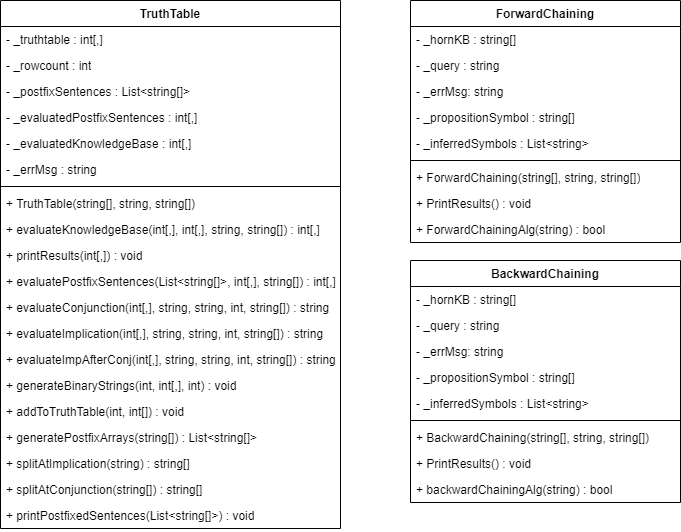 TruthTable
- _truthtable : int[,]
- _rowcount : int
- _postfixSentences : List<string[]>
- _evaluatedPostfixSentences : int[,]
- _evaluatedKnowledgeBase : int[,]
- _errMsg : string
+ TruthTable(string[], string, string[])
+ evaluateKnowledgeBase(int[,], int[,], string, string[]) : int[,]
+ printResults(int[,]) : void
+ evaluatePostfixSentences(List<string[]>, int[,], string[]) : int[,]
+ evaluateConjunction(int[,], string, string, int, string[]) : string
+ evaluateImplication(int[,], string, string, int, string[]) : string
+ evaluateImpAfterConj(int[,], string, string, int, string[]) : string
+ generateBinaryStrings(int, int[,], int) : void
+ addToTruthTable(int, int[]) : void
+ generatePostfixArrays(string[]) : List<string[]>
+ splitAtImplication(string) : string[]
+ splitAtConjunction(string[]) : string[]
+ printPostfixedSentences(List<string[]>) : void
ForwardChaining
- _hornKB : string[]
- _query : string
- _errMsg: string
- _propositionSymbol : string[]
- _inferredSymbols : List<string>
+ ForwardChaining(string[], string, string[])
+ PrintResults() : void
+ ForwardChainingAlg(string) : bool
BackwardChaining
- _hornKB : string[]
- _query : string
- _errMsg: string
- _propositionSymbol : string[]
- _inferredSymbols : List<string>
+ BackwardChaining(string[], string, string[])
+ PrintResults() : void
+ backwardChainingAlg(string) : bool